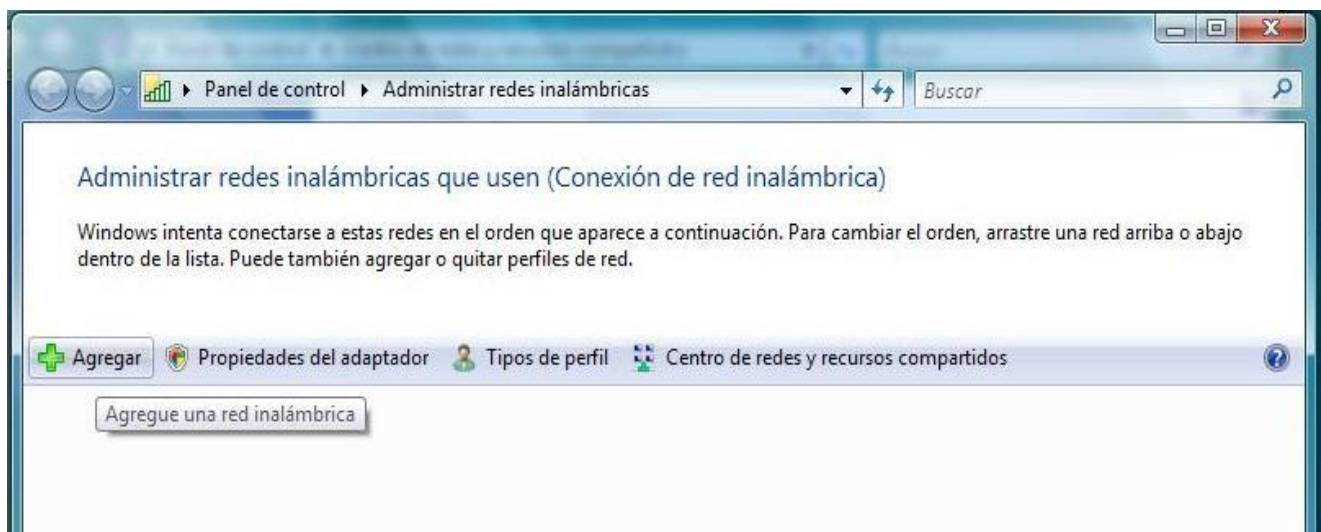 Panel de control Administrar redes inalámbricas Buscar
Administrar redes inalámbricas que usen (Conexión de red inalámbrica)
Windows intenta conectarse a estas redes en el orden que aparece a continuación. Para cambiar el orden, arrastre una red arriba o abajo
dentro de la lista. Puede también agregar o quitar perfiles de red.
Agregar Propiedades del adaptador Tipos de perfil Centro de redes y recursos compartidos
Agregue una red inalámbrica